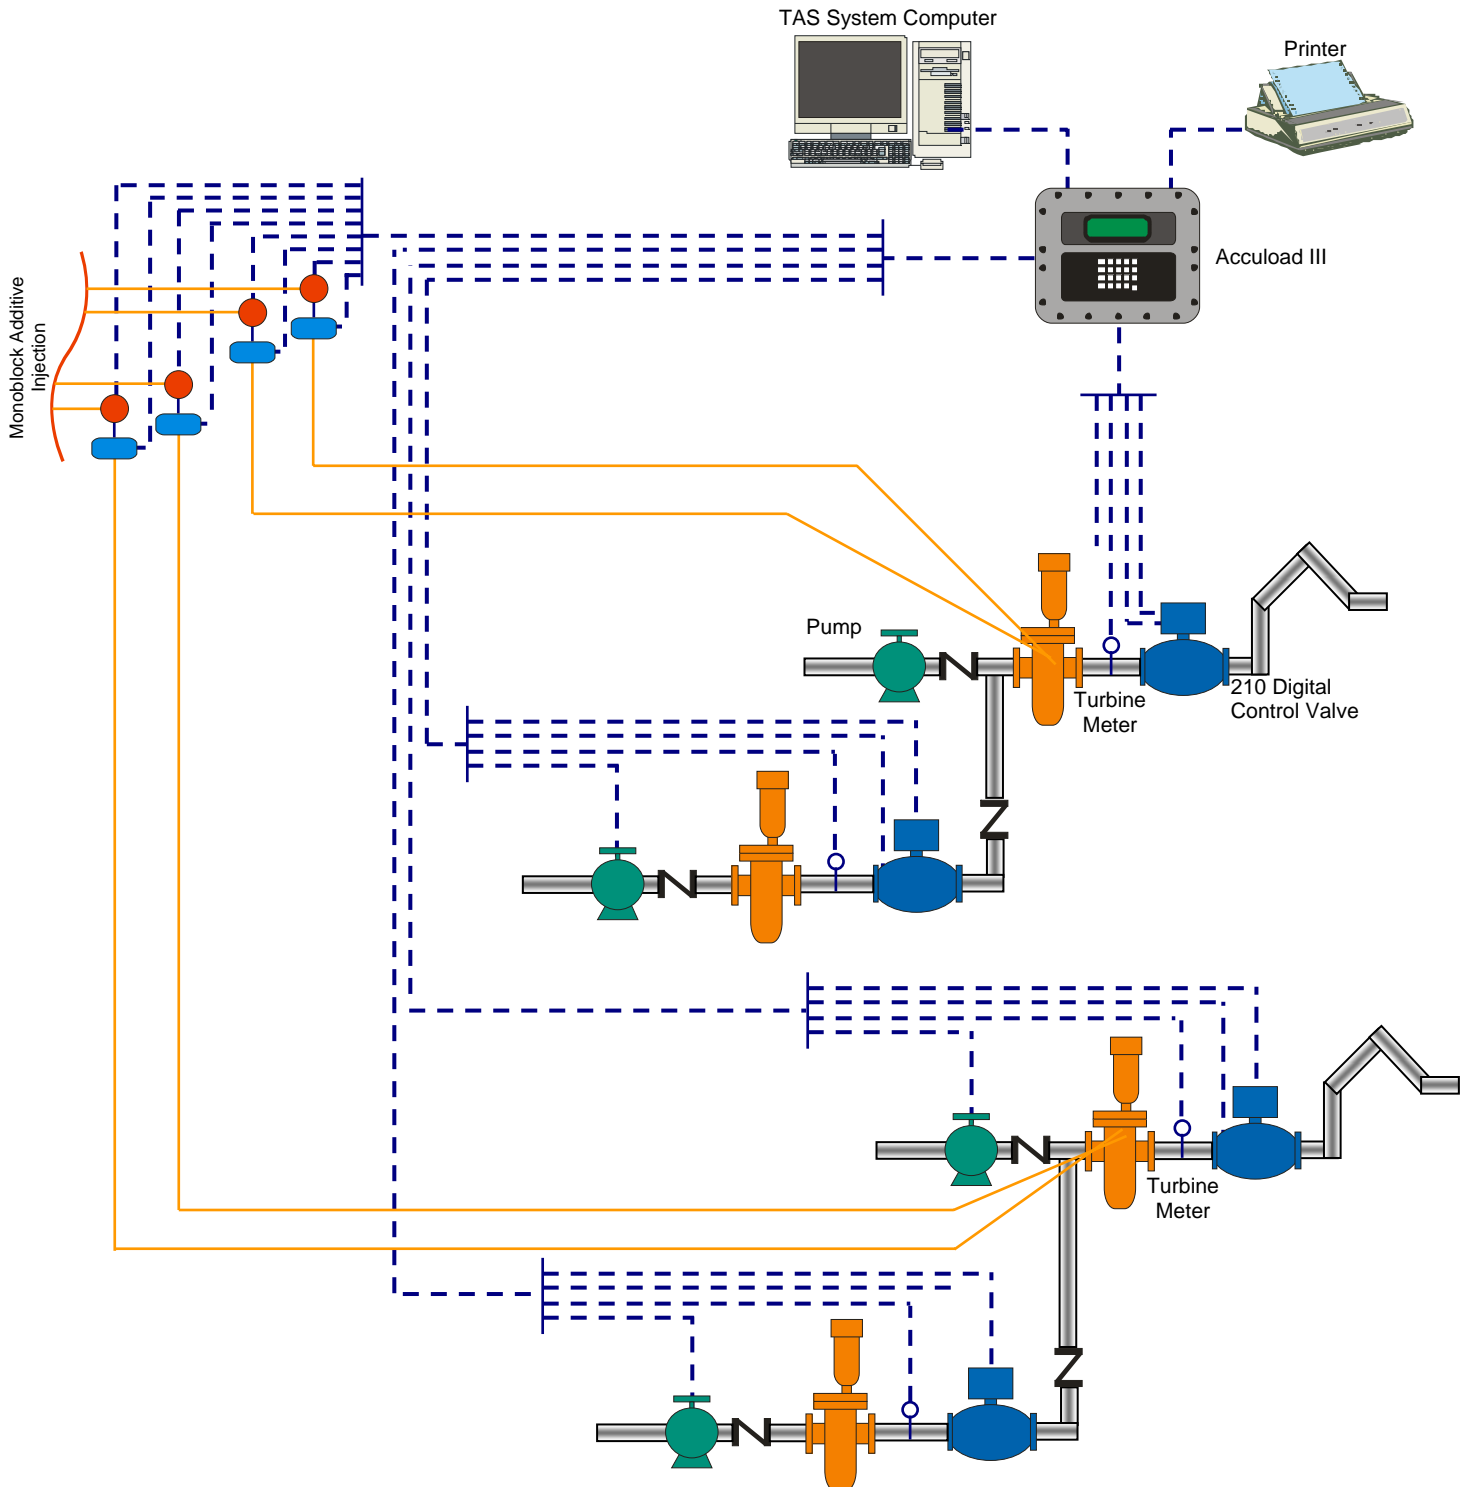 TAS System Computer
Printer
Accuload III
Monoblock Additive
Injection
Pump
Turbine
Meter
210 Digital
Control Valve
Turbine
Meter